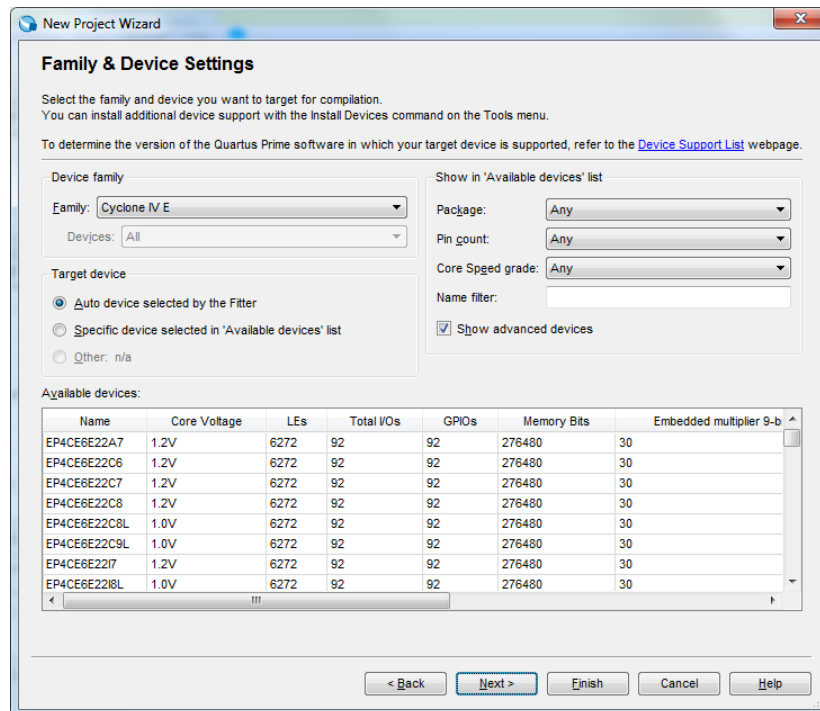 New Project Wizard
Family & Device Settings
Select the family and device you want to target for compilation.
You can install additional device support with the Install Devices command on the Tools menu.
To determine the version of the Quartus Prime software in which your target device is supported, refer to the Device Support List webpage.
Device family
Family: Cyclone IV E
Devices: All
Target device
Auto device selected by the Fitter
Specific device selected in 'Available devices' list
Other: n/a
Show in 'Available devices' list
Package: Any
Pin count: Any
Core Speed grade: Any
Name filter:
Show advanced devices
Available devices:
Name Core Voltage LEs Total I/Os GPIOs Memory Bits Embedded multiplier 9-b
EP4CE6E22A7 1.2V 6272 92 92 276480 30
EP4CE6E22C6 1.2V 6272 92 92 276480 30
EP4CE6E22C7 1.2V 6272 92 92 276480 30
EP4CE6E22C8 1.2V 6272 92 92 276480 30
EP4CE6E22C8L 1.0V 6272 92 92 276480 30
EP4CE6E22C9L 1.0V 6272 92 92 276480 30
EP4CE6E22I7 1.2V 6272 92 92 276480 30
EP4CE6E22I8L 1.0V 6272 92 92 276480 30
< Back Next > Finish Cancel Help